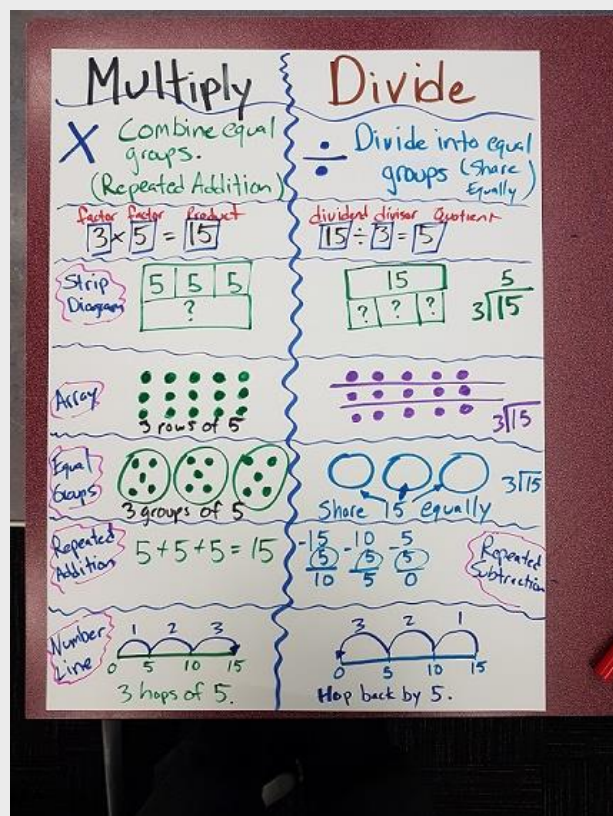 Multiply
Divide
X Combine equal
groups.
(Repeated Addition)
÷ Divide into equal
groups (Share
Equally)
factor factor Product
3 x 5 = 15
dividend divisor Quotient
15 ÷ 3 = 5
Strip
Diagram
5 5 5
?
15
? ? ?
5
3)15
Array
3 rows of 5
3)15
Equal
Groups
3 groups of 5
Share 15 equally
3)15
Repeated
Addition
5+5+5=15
-15 -10 -5
5 5 5
10 5 0
Repeated
Subtraction
Number
Line
1 2 3
0 5 10 15
3 hops of 5.
3 2 1
0 5 10 15
Hop back by 5.